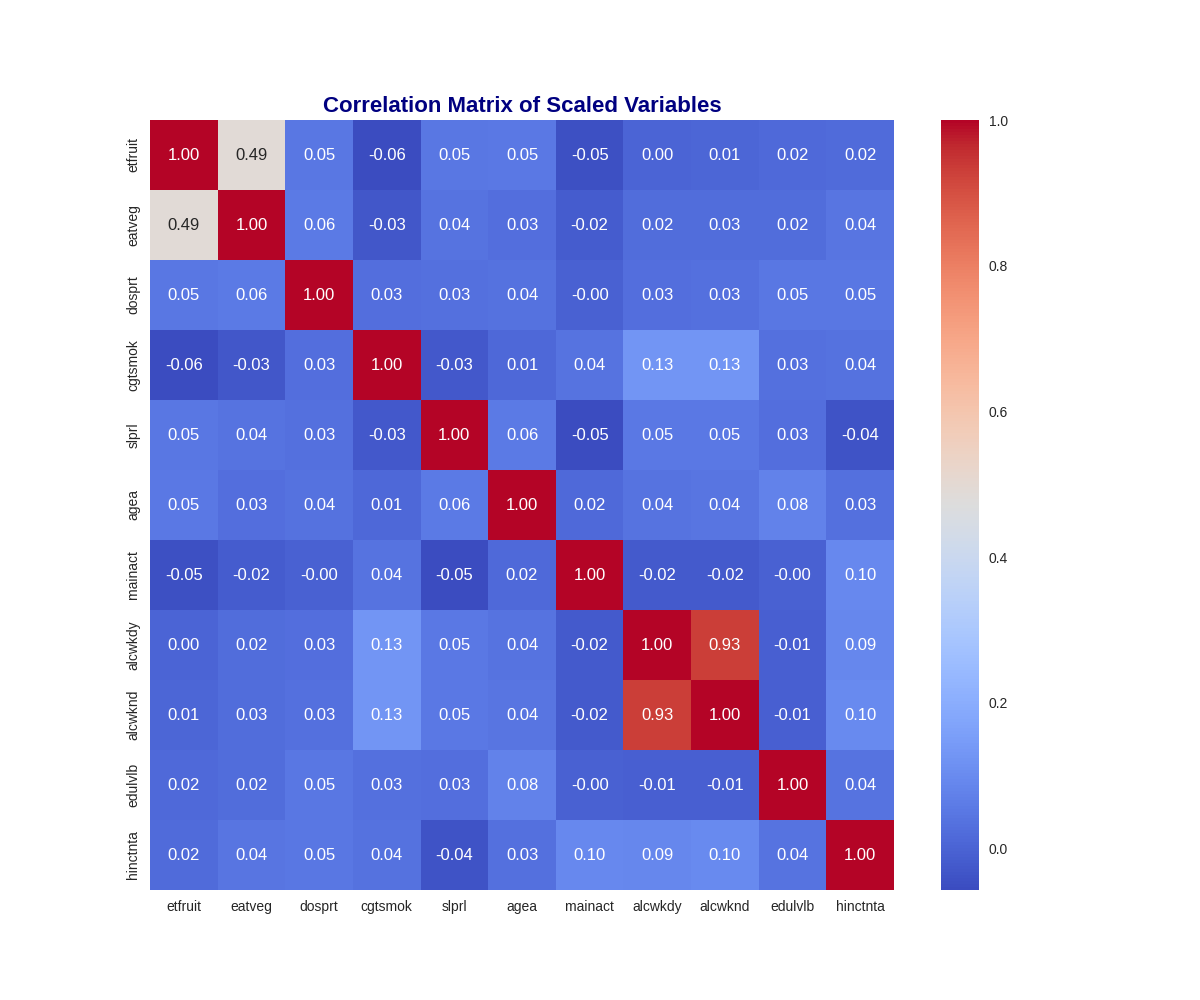 Correlation Matrix of Scaled Variables
etfruit 1.00 0.49 0.05 -0.06 0.05 0.05 -0.05 0.00 0.01 0.02 0.02
eatveg 0.49 1.00 0.06 -0.03 0.04 0.03 -0.02 0.02 0.03 0.02 0.04
dosprt 0.05 0.06 1.00 0.03 0.03 0.04 -0.00 0.03 0.03 0.05 0.05
cgtsmok -0.06 -0.03 0.03 1.00 -0.03 0.01 0.04 0.13 0.13 0.03 0.04
slprl 0.05 0.04 0.03 -0.03 1.00 0.06 -0.05 0.05 0.05 0.03 -0.04
agea 0.05 0.03 0.04 0.01 0.06 1.00 0.02 0.04 0.04 0.08 0.03
mainact -0.05 -0.02 -0.00 0.04 -0.05 0.02 1.00 -0.02 -0.02 -0.00 0.10
alcwkdy 0.00 0.02 0.03 0.13 0.05 0.04 -0.02 1.00 0.93 -0.01 0.09
alcwknd 0.01 0.03 0.03 0.13 0.05 0.04 -0.02 0.93 1.00 -0.01 0.10
edulvlb 0.02 0.02 0.05 0.03 0.03 0.08 -0.00 -0.01 -0.01 1.00 0.04
hinctnta 0.02 0.04 0.05 0.04 -0.04 0.03 0.10 0.09 0.10 0.04 1.00
etfruit eatveg dosprt cgtsmok slprl agea mainact alcwkdy alcwknd edulvlb hinctnta
1.0
0.8
0.6
0.4
0.2
0.0